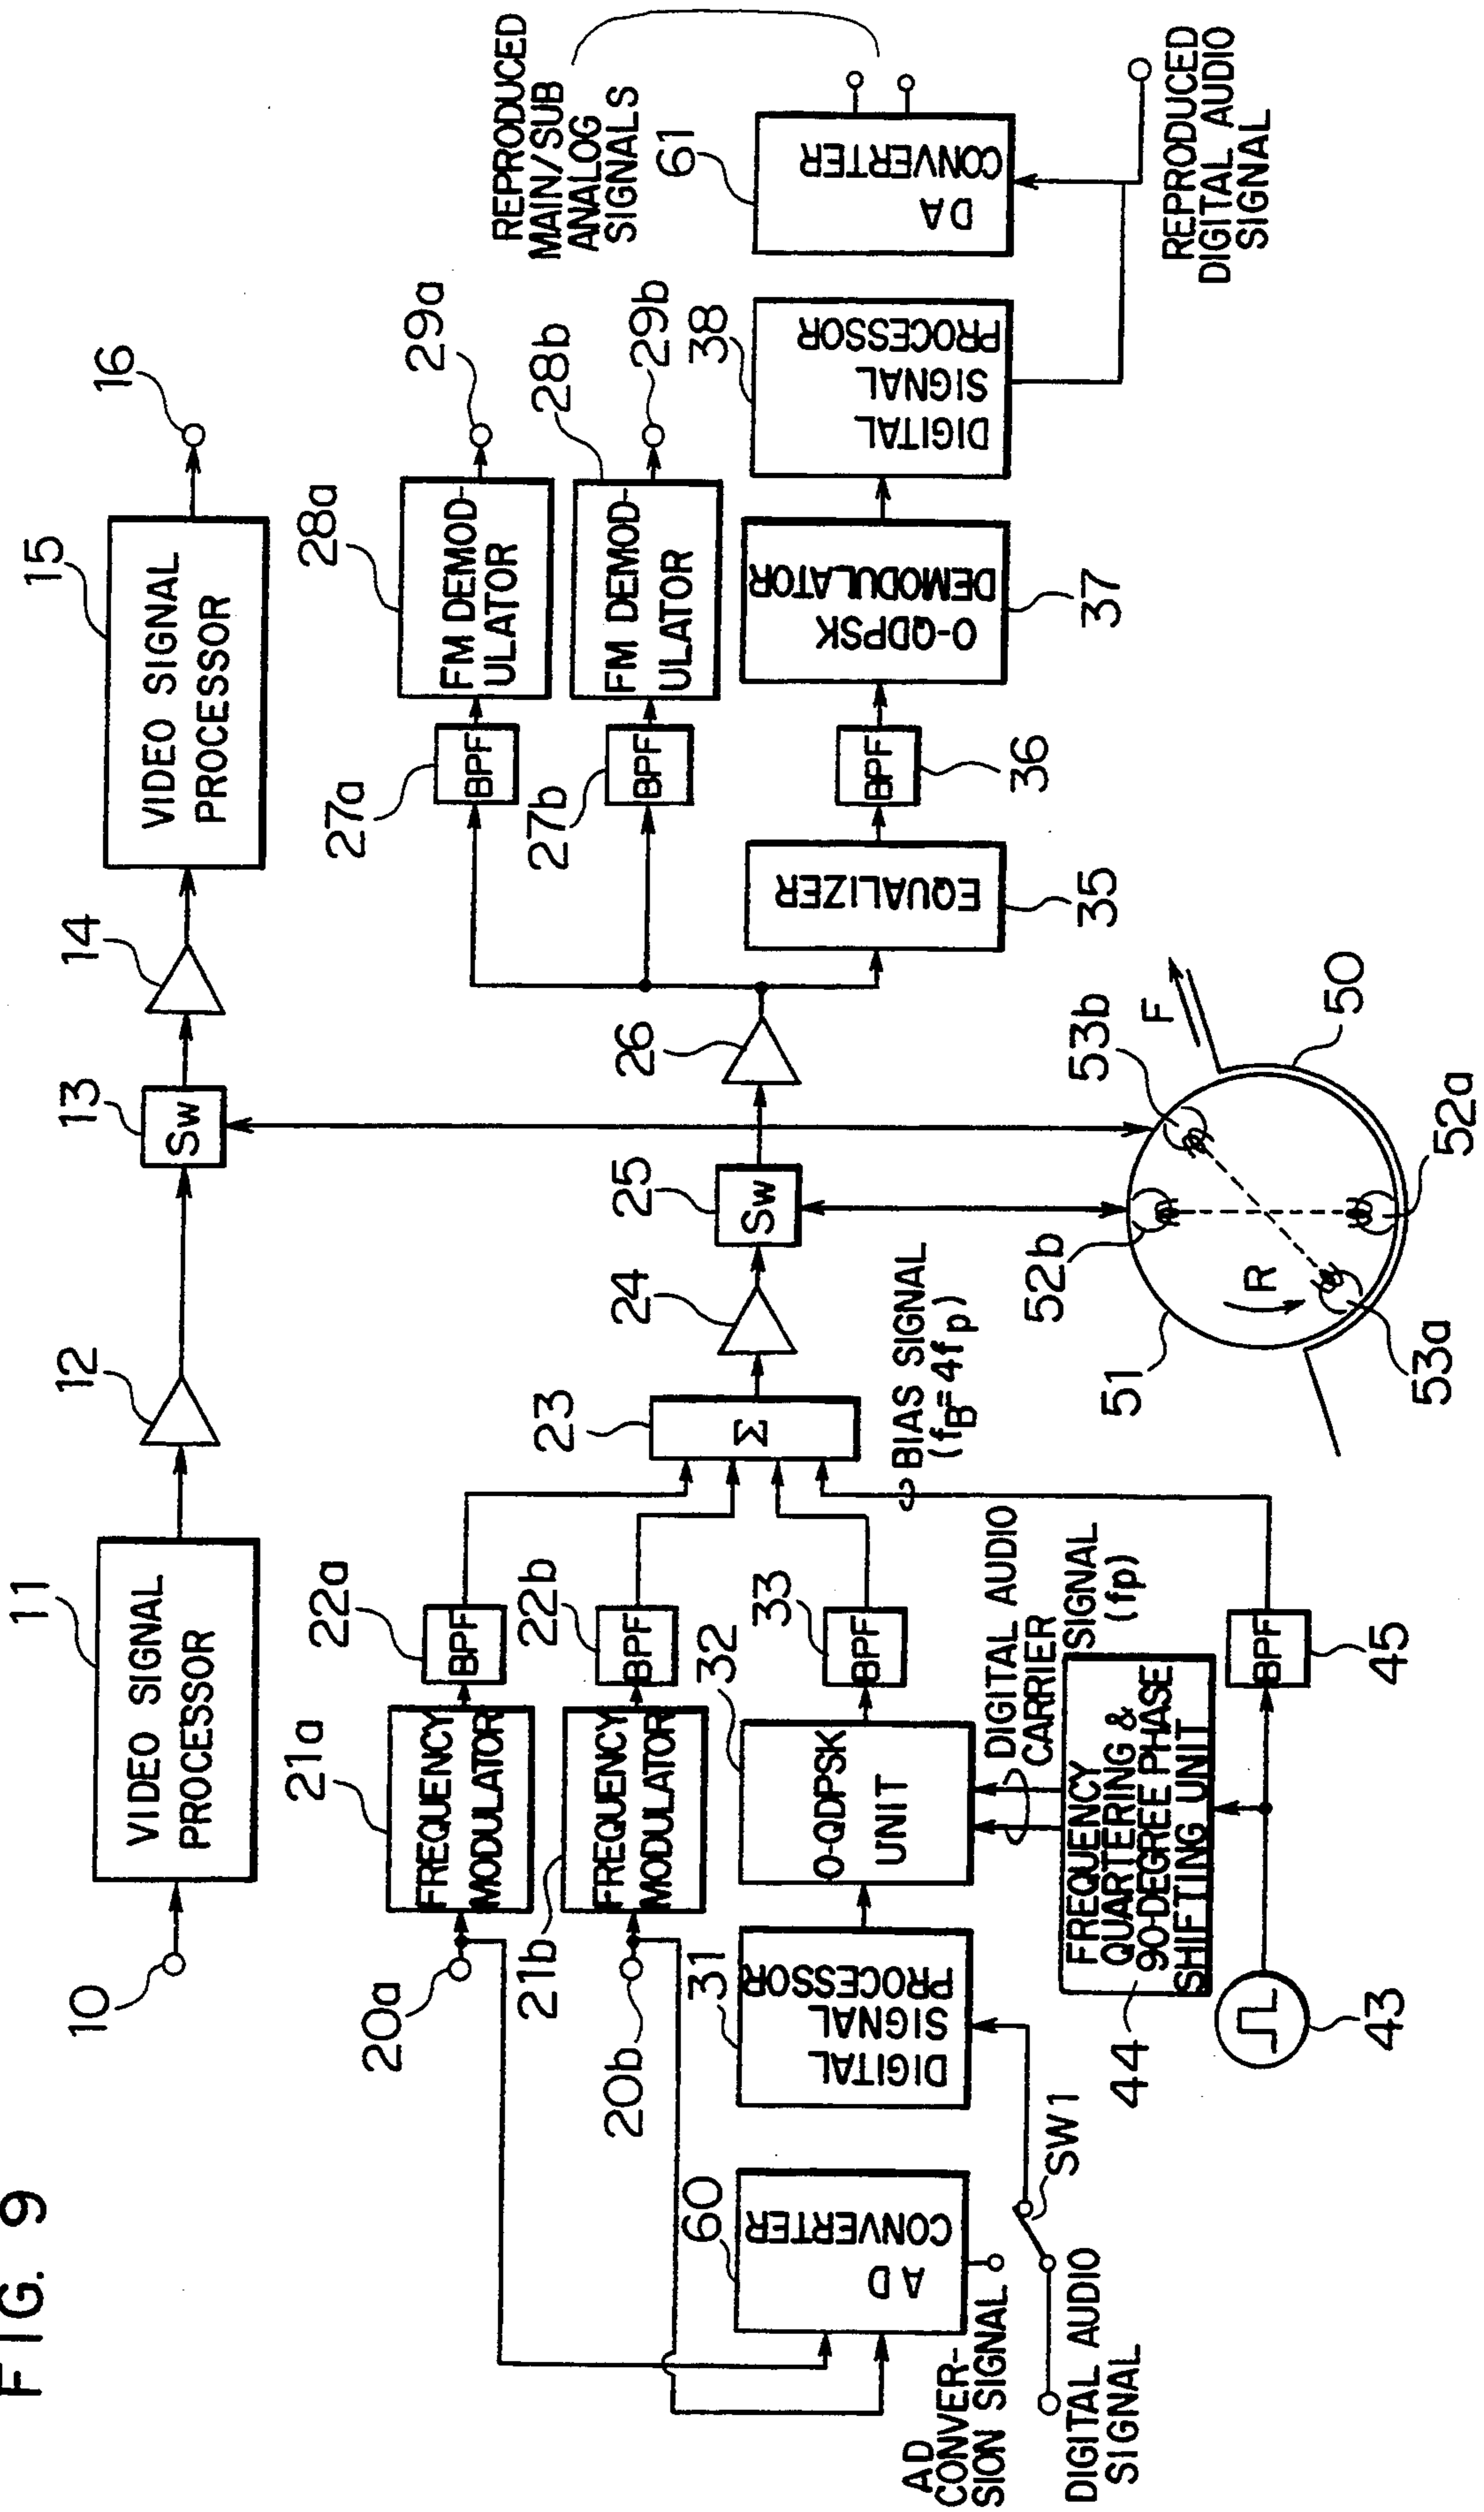 FIG. 9
10
11
VIDEO SIGNAL
PROCESSOR
12
13
SW
14
15
VIDEO SIGNAL
PROCESSOR
16
20a
21a
FREQUENCY
MODULATOR
22a
BPF
20b
21b
FREQUENCY
MODULATOR
22b
BPF
23
Σ
24
25
SW
26
27a
BPF
28a
FM DEMOD-
ULATOR
29a
27b
BPF
28b
FM DEMOD-
ULATOR
29b
REPRODUCED
MAIN/SUB
ANALOG
SIGNALS
60
AD
CONVERTER
AD
CONVER-
SION SIGNAL
DIGITAL AUDIO
SIGNAL
SW1
31
DIGITAL
SIGNAL
PROCESSOR
32
O-QDPSK
UNIT
33
BPF
DIGITAL AUDIO
CARRIER SIGNAL
(fp)
44
FREQUENCY
QUARTERING &
90-DEGREE PHASE
SHIFTING UNIT
43
45
BPF
BIAS SIGNAL
(fB=4fp)
35
EQUALIZER
36
BPF
37
O-QDPSK
DEMODULATOR
38
DIGITAL
SIGNAL
PROCESSOR
61
DA
CONVERTER
REPRODUCED
DIGITAL AUDIO
SIGNAL
51
52b
53b
F
50
R
53a
52a